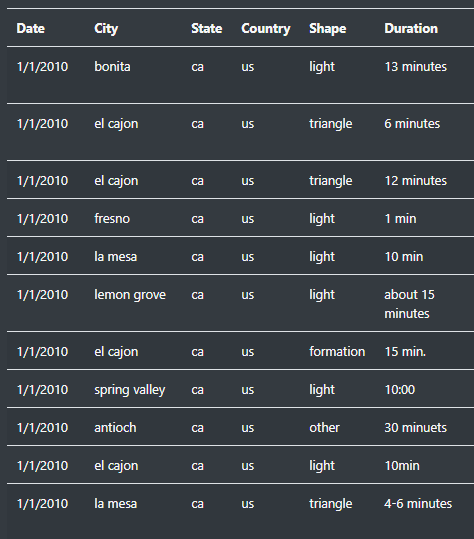 Date City State Country Shape Duration
1/1/2010 bonita ca us light 13 minutes
1/1/2010 el cajon ca us triangle 6 minutes
1/1/2010 el cajon ca us triangle 12 minutes
1/1/2010 fresno ca us light 1 min
1/1/2010 la mesa ca us light 10 min
1/1/2010 lemon grove ca us light about 15
minutes
1/1/2010 el cajon ca us formation 15 min.
1/1/2010 spring valley ca us light 10:00
1/1/2010 antioch ca us other 30 minuets
1/1/2010 el cajon ca us light 10min
1/1/2010 la mesa ca us triangle 4-6 minutes